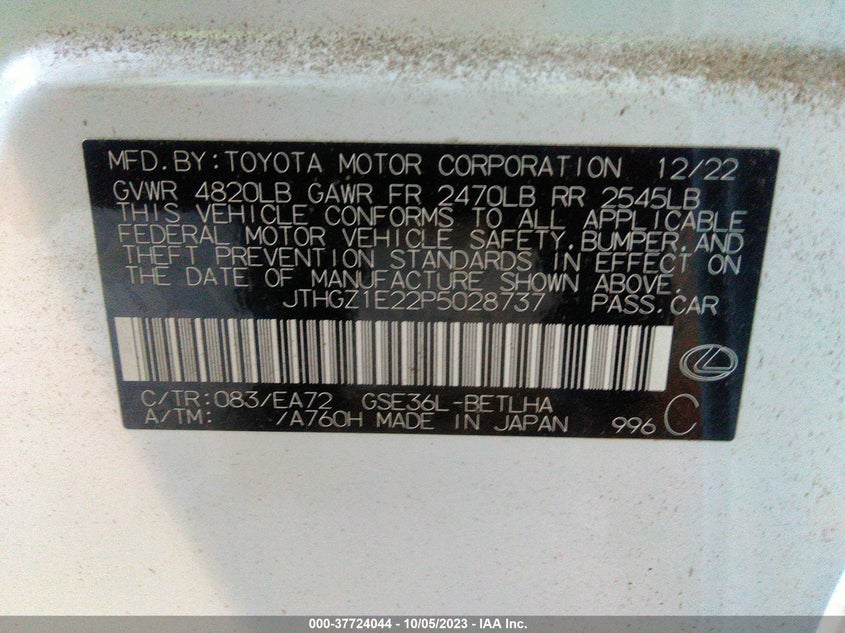 MFD.BY:TOYOTA MOTOR CORPORATION 12/22
GVWR 4820LB GAWR FR 2470LB RR 2545LB
THIS VEHICLE CONFORMS TO ALL APPLICABLE
FEDERAL MOTOR VEHICLE SAFETY,BUMPER,AND
THEFT PREVENTION STANDARDS IN EFFECT ON
THE DATE OF MANUFACTURE SHOWN ABOVE.
JTHGZ1E22P5028737 PASS.CAR
C/TR:083/EA72 GSE36L-BETLHA
A/TM: /A760H MADE IN JAPAN 996 C
000-37724044 - 10/05/2023 - IAA Inc.